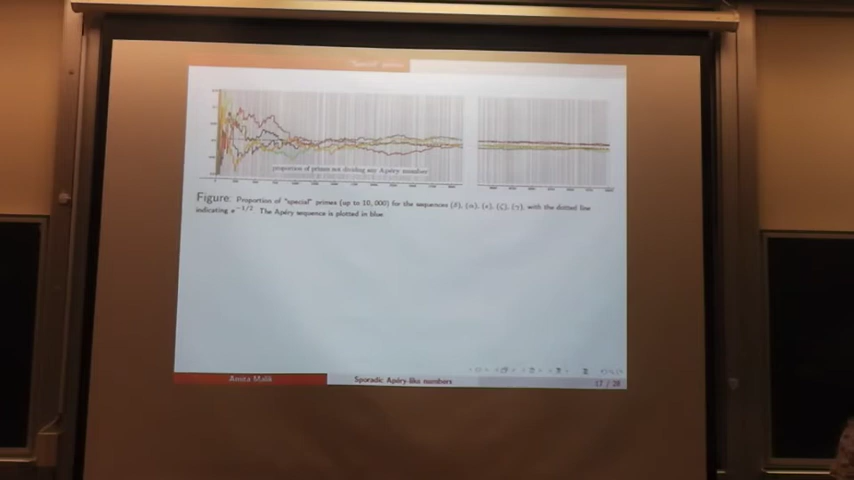 "Special" primes
proportion of primes not dividing any Apéry number
Figure: Proportion of "special" primes (up to 10, 000) for the sequences (δ), (α), (ε), (ζ), (γ), with the dotted line
indicating e^{-1/2}. The Apéry sequence is plotted in blue
Amita Malik
Sporadic Apéry-like numbers
17 / 28